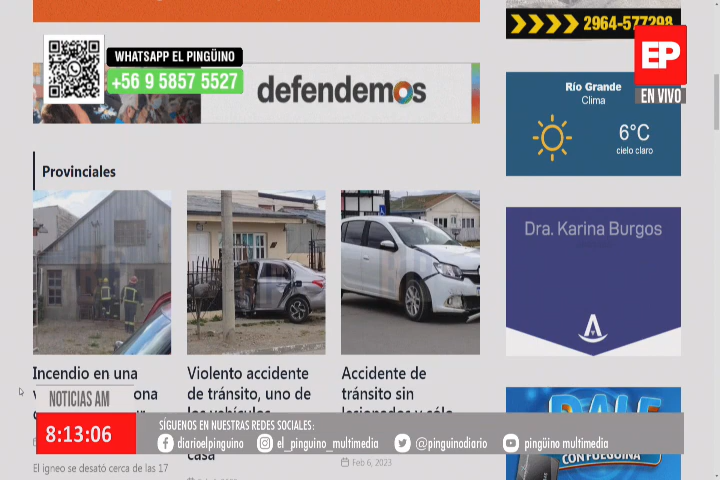 2964-577298
EP
EN VIVO
WHATSAPP EL PINGÜINO
+56 9 5857 5527
defendemos
Río Grande
Clima
6°C
cielo claro
Provinciales
Dra. Karina Burgos
Incendio en una
Violento accidente
de tránsito, uno de
casa
Accidente de
tránsito sin
Feb 6, 2023
NOTICIAS AM
8:13:06
SÍGUENOS EN NUESTRAS REDES SOCIALES:
diarioelpinguino
el_pinguino_multimedia
@pinguinodiario
pingüino multimedia
El igneo se desató cerca de las 17
CON FUEGUINA